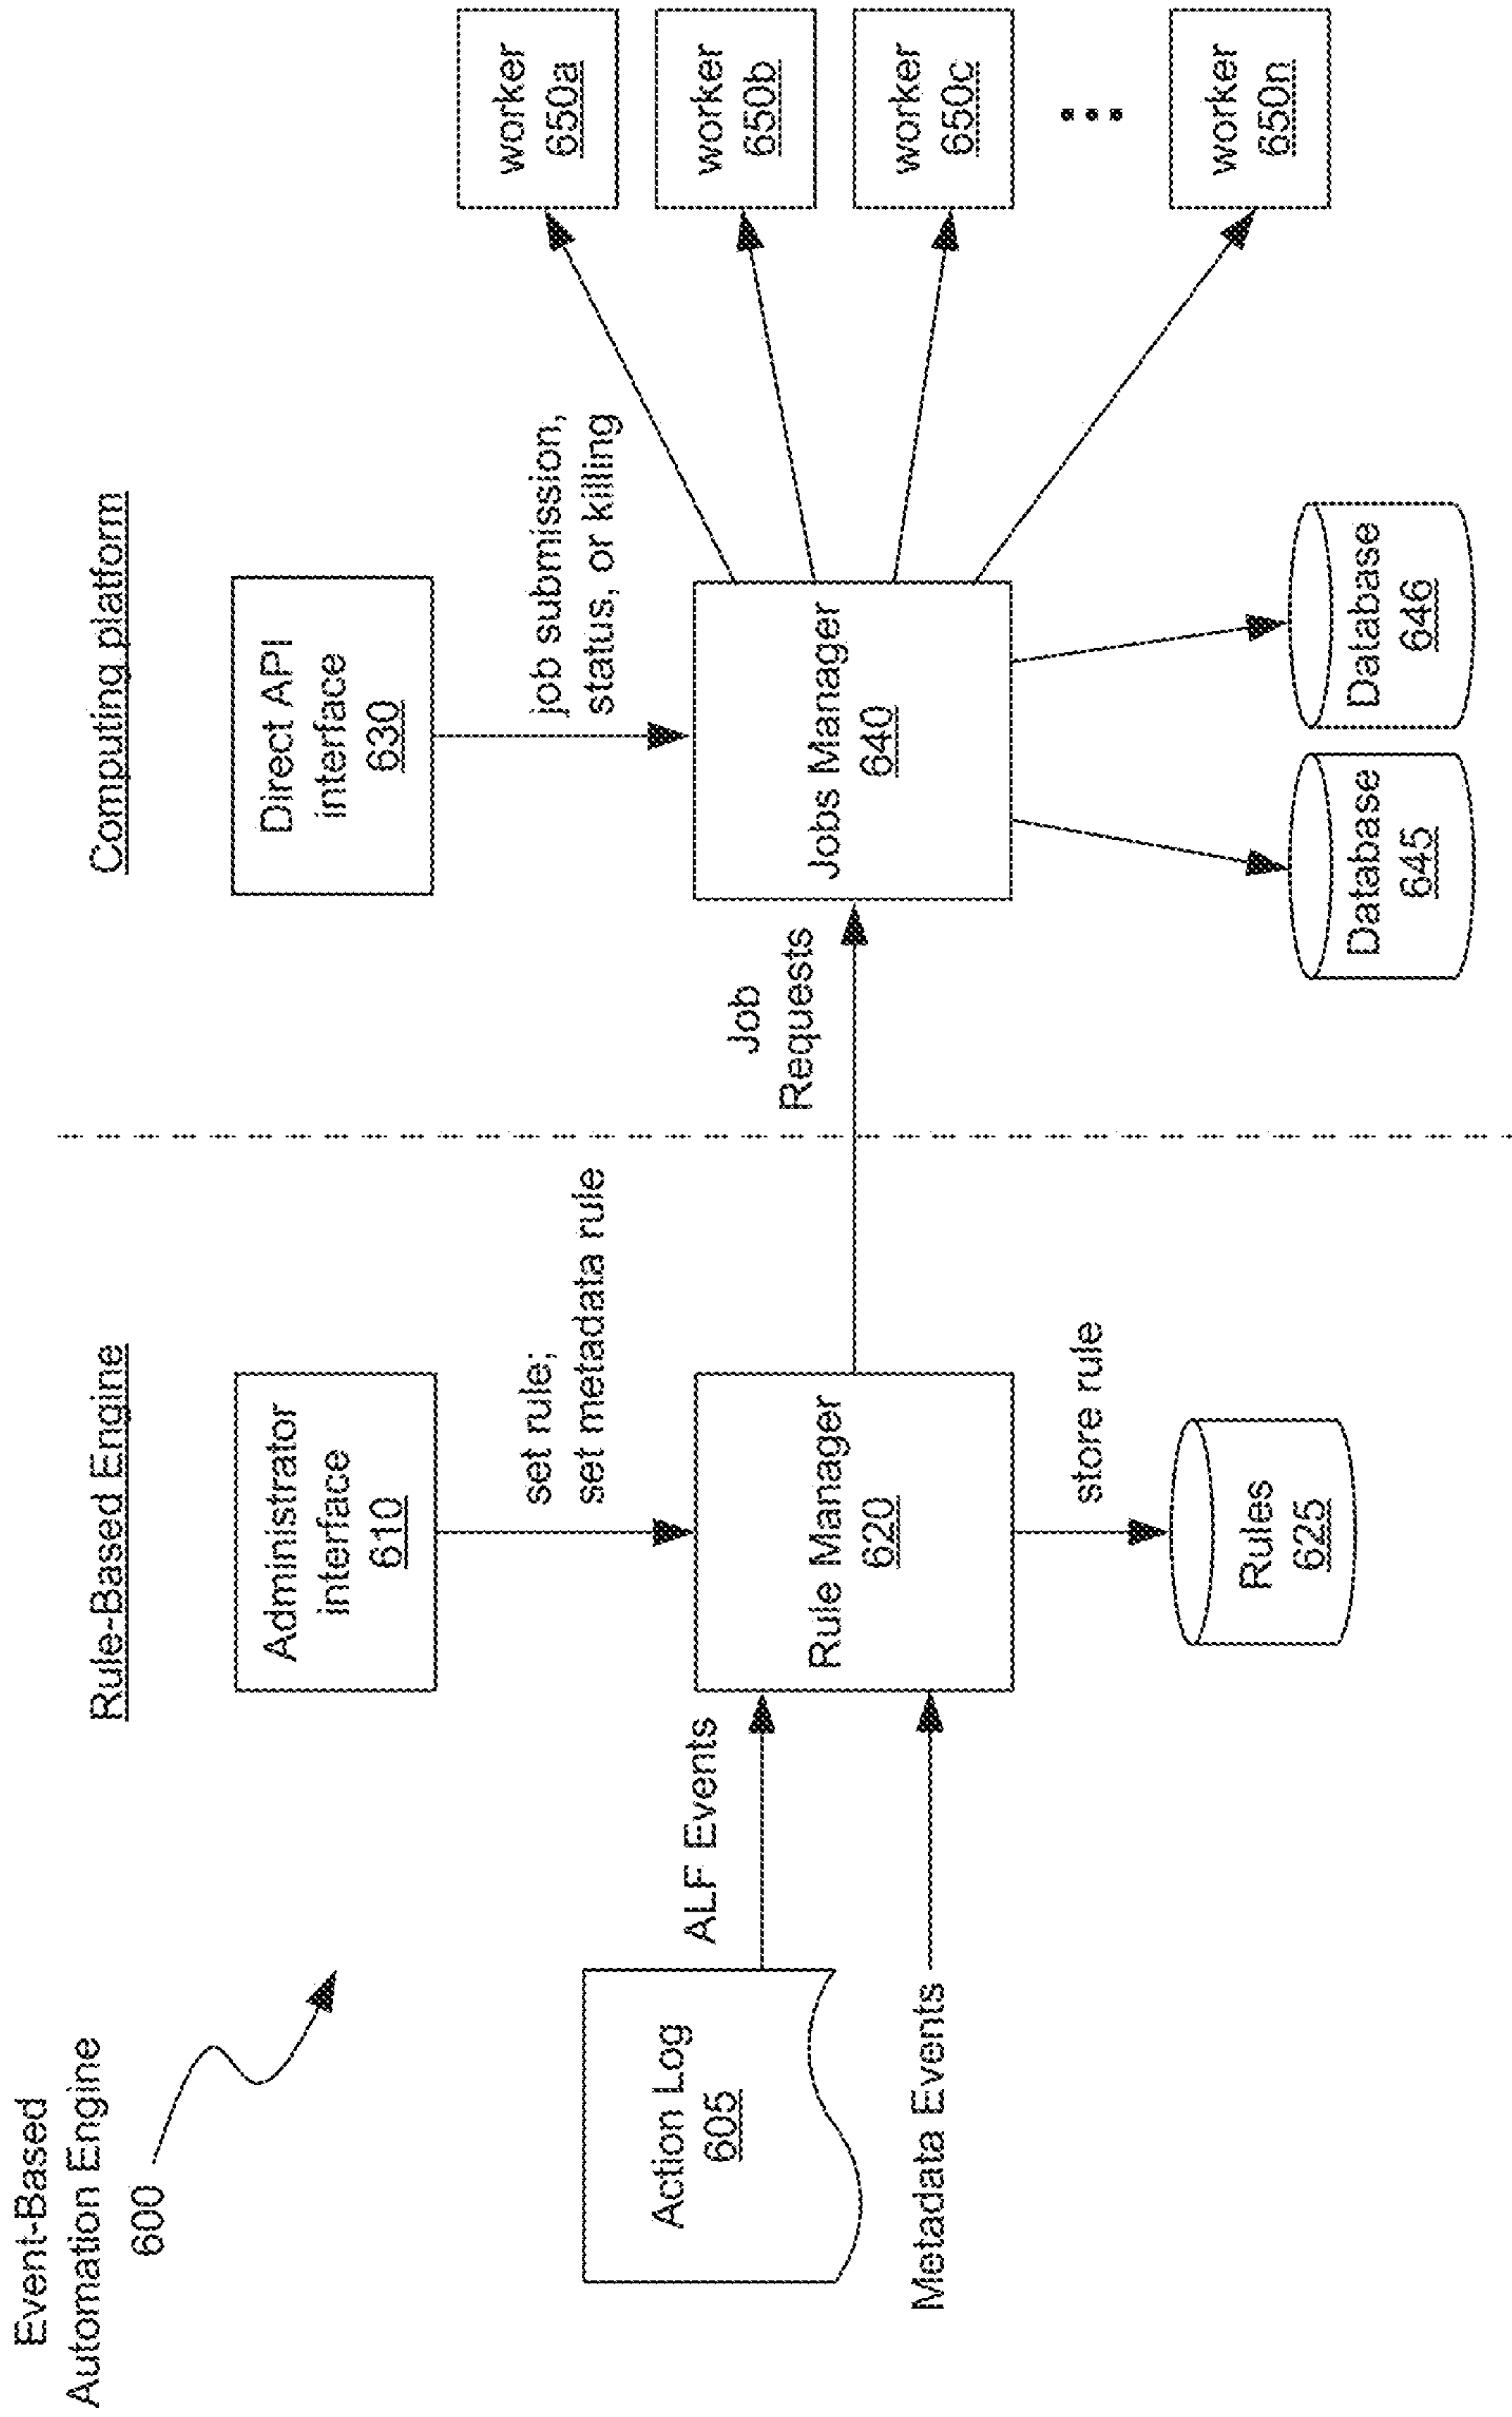 Event-Based
Automation Engine
600
Rule-Based Engine
Computing platform
Administrator
interface
610
Direct API
interface
630
set rule;
set metadata rule
job submission,
status, or killing
Action Log
605
ALF Events
Metadata Events
Rule Manager
620
Job
Requests
Jobs Manager
640
store rule
Rules
625
Database
645
Database
646
worker
650a
worker
650b
worker
650c
worker
650n